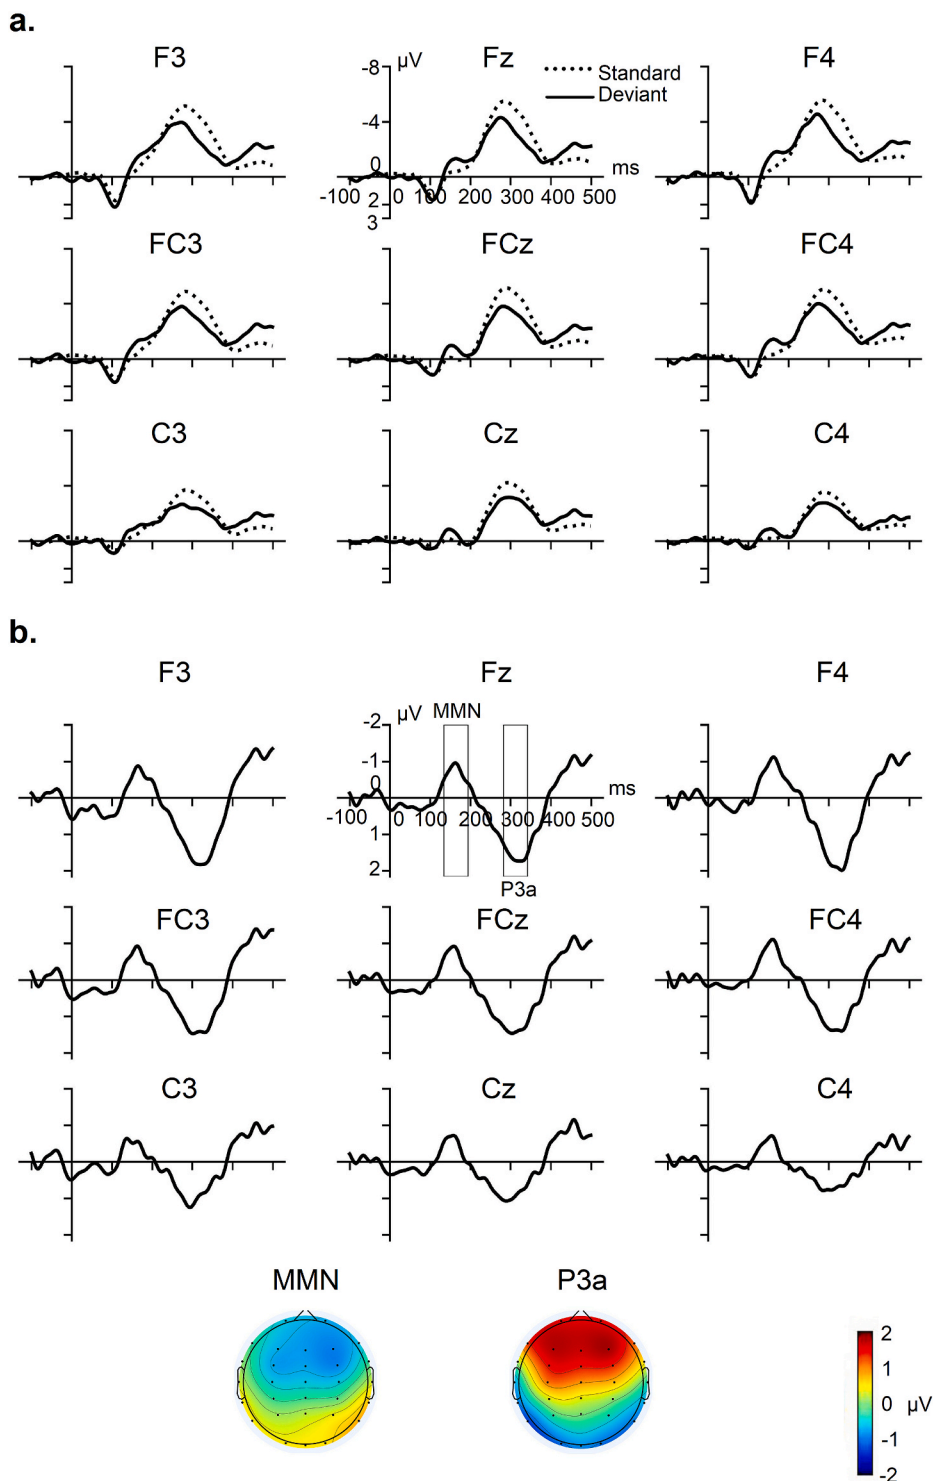 a.
F3
Fz
F4
µV
-8
-4
0
2
3
Standard
Deviant
ms
-100 0 100 200 300 400 500
FC3
FCz
FC4
C3
Cz
C4
b.
F3
Fz
F4
µV
MMN
-2
-1
0
1
2
ms
-100 0 100 200 300 400 500
P3a
FC3
FCz
FC4
C3
Cz
C4
MMN
P3a
2
1
0
-1
-2
µV